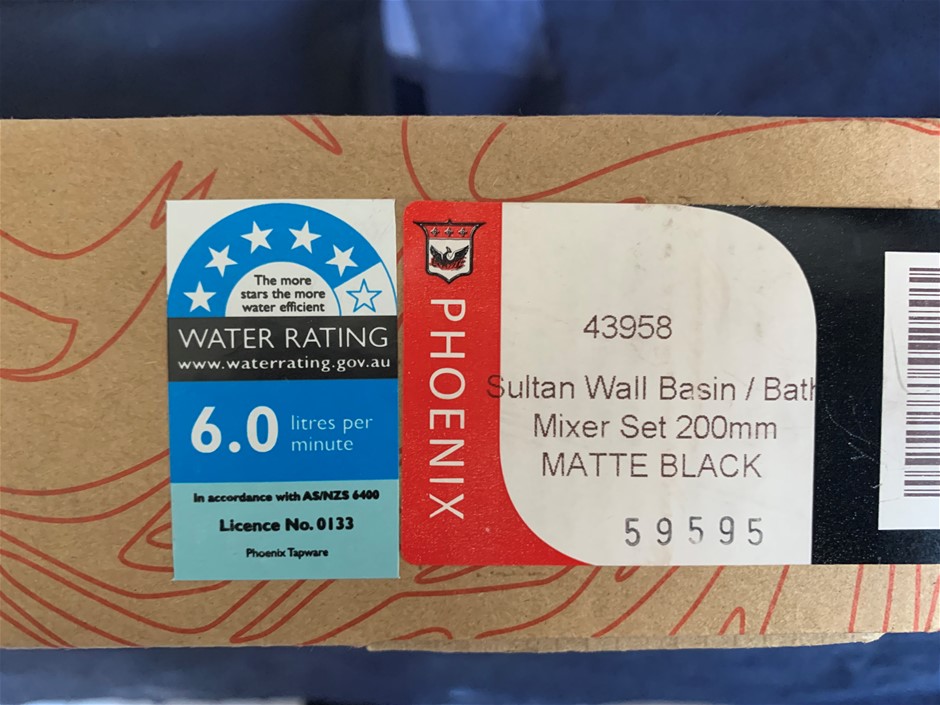 The more
stars the more
water efficient
WATER RATING
www.waterrating.gov.au
6.0 litres per
minute
In accordance with AS/NZS 6400
Licence No. 0133
Phoenix Tapware
PHOENIX
43958
Sultan Wall Basin / Bath
Mixer Set 200mm
MATTE BLACK
59595